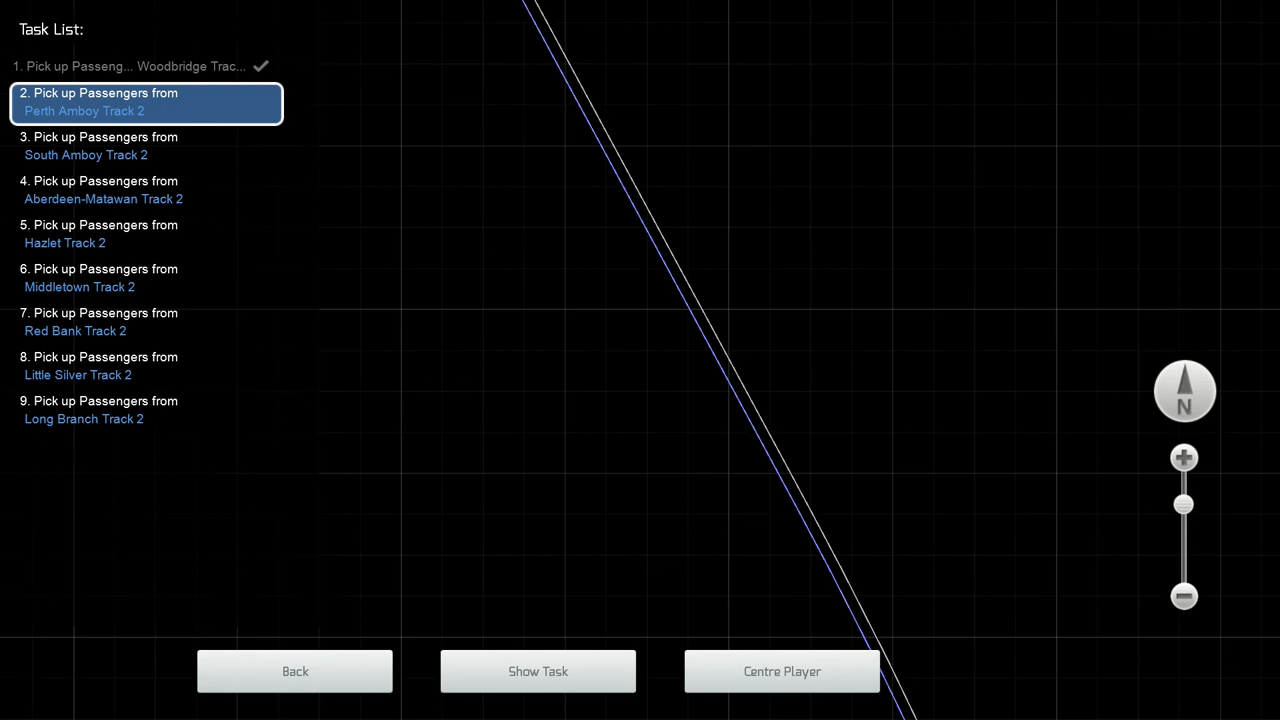 Task List:
1. Pick up Passeng... Woodbridge Trac...
2. Pick up Passengers from
Perth Amboy Track 2
3. Pick up Passengers from
South Amboy Track 2
4. Pick up Passengers from
Aberdeen-Matawan Track 2
5. Pick up Passengers from
Hazlet Track 2
6. Pick up Passengers from
Middletown Track 2
7. Pick up Passengers from
Red Bank Track 2
8. Pick up Passengers from
Little Silver Track 2
9. Pick up Passengers from
Long Branch Track 2
N
Back
Show Task
Centre Player